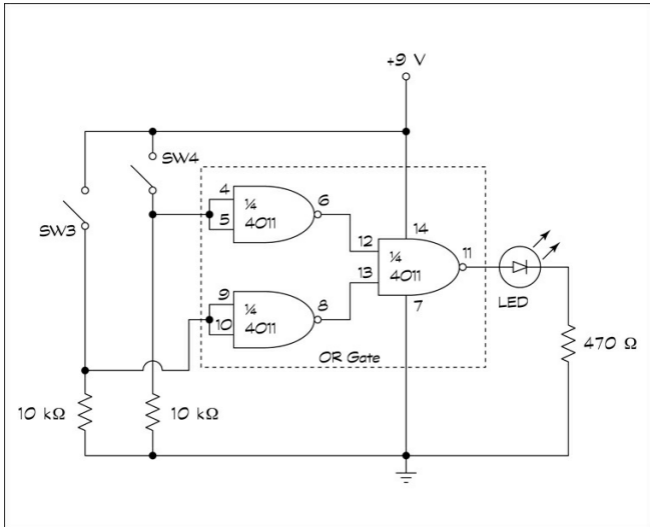 +9 V
SW4
SW3
4
5
¼
4011
6
9
10
¼
4011
8
12
13
¼
4011
14
7
11
LED
OR Gate
470 Ω
10 kΩ
10 kΩ